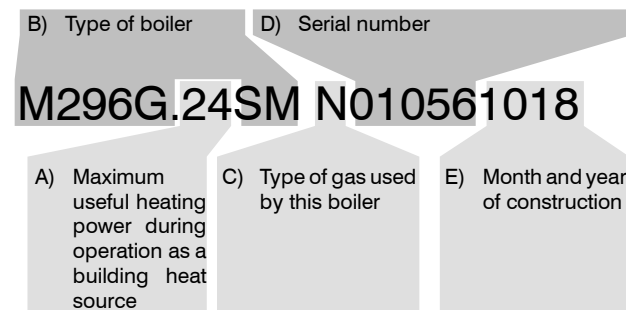 B) Type of boiler
D) Serial number
M296G.24SM N010561018
A) Maximum
useful heating
power during
operation as a
building heat
source
C) Type of gas used
by this boiler
E) Month and year
of construction